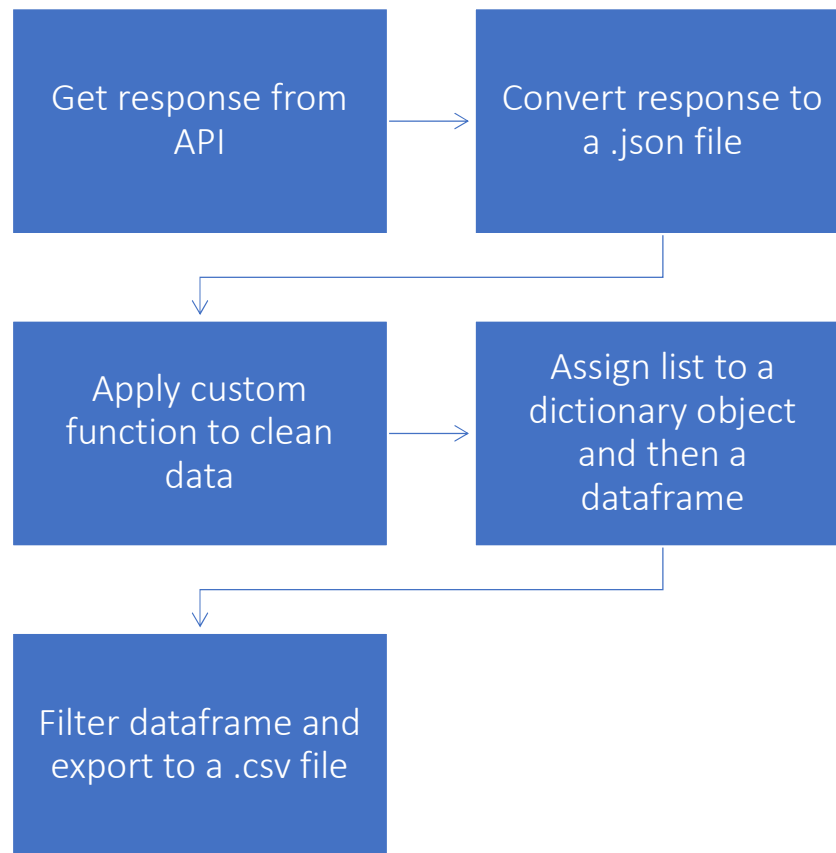 Get response from
API
Convert response to
a .json file
Apply custom
function to clean
data
Assign list to a
dictionary object
and then a
dataframe
Filter dataframe and
export to a .csv file